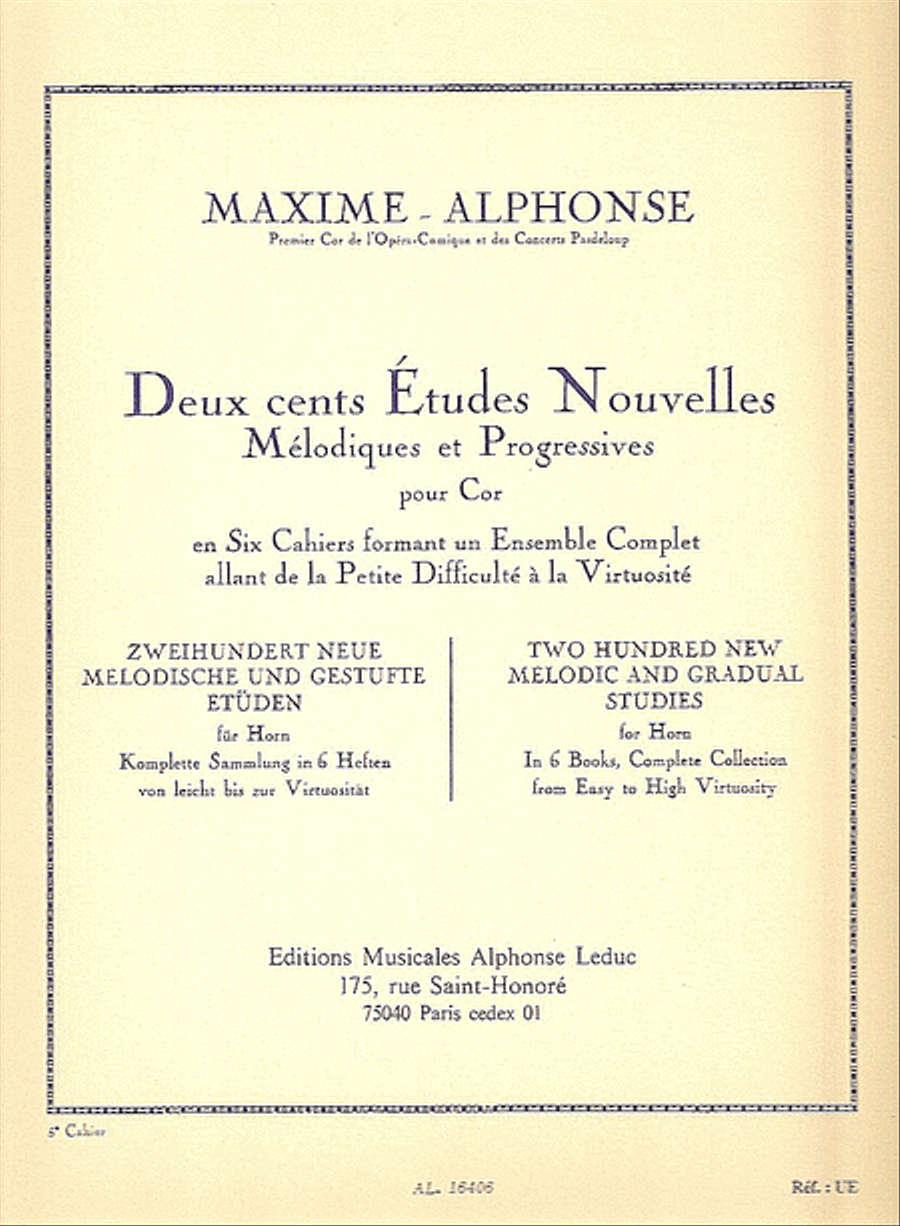 MAXIME - ALPHONSE
Premier Cor de l'Opéra-Comique et des Concerts Pasdeloup
Deux cents Études Nouvelles
Mélodiques et Progressives
pour Cor
en Six Cahiers formant un Ensemble Complet
allant de la Petite Difficulté à la Virtuosité
ZWEIHUNDERT NEUE
MELODISCHE UND GESTUFTE
ETÜDEN
für Horn
Komplette Sammlung in 6 Heften
von leicht bis zur Virtuosität
TWO HUNDRED NEW
MELODIC AND GRADUAL
STUDIES
for Horn
In 6 Books, Complete Collection
from Easy to High Virtuosity
Editions Musicales Alphonse Leduc
175, rue Saint-Honoré
75040 Paris cedex 01
5e Cahier
AL. 16406
Réf. : UE